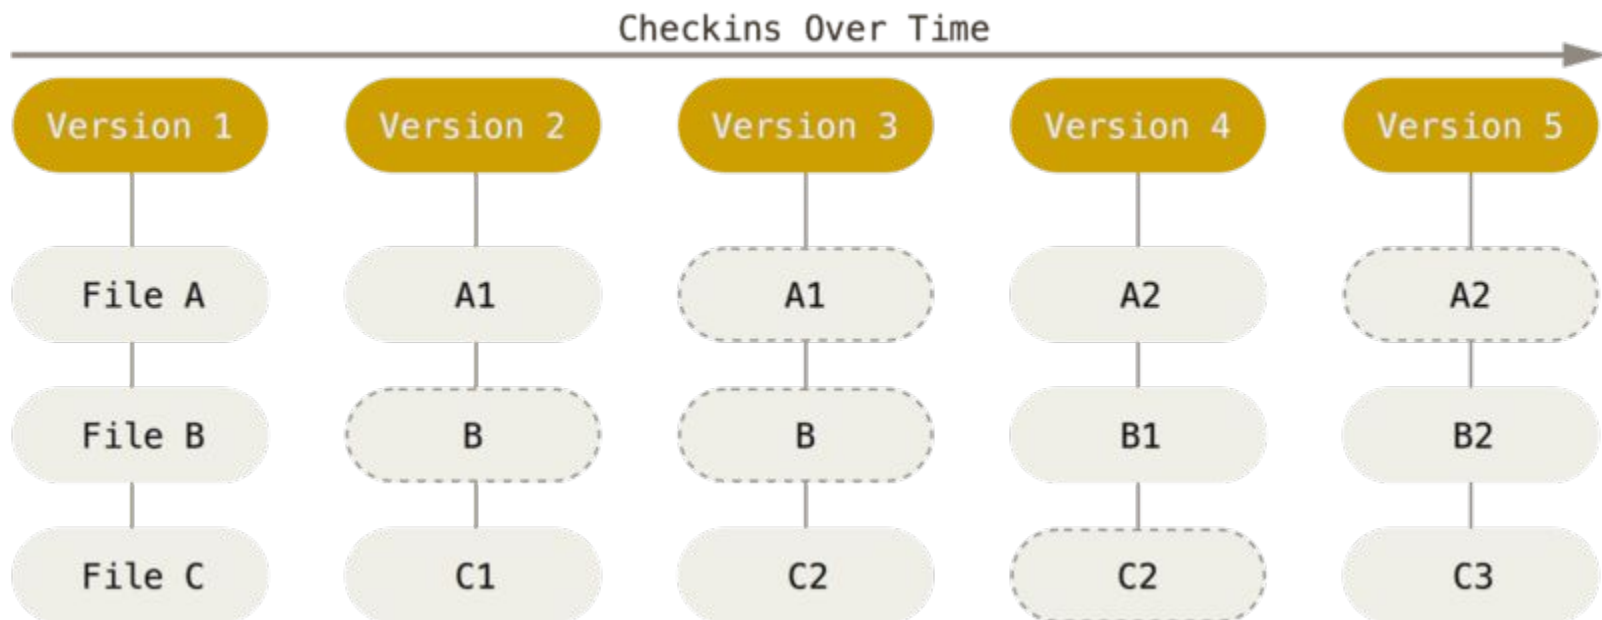 Checkins Over Time
Version 1 Version 2 Version 3 Version 4 Version 5
File A A1 A1 A2 A2
File B B B B1 B2
File C C1 C2 C2 C3